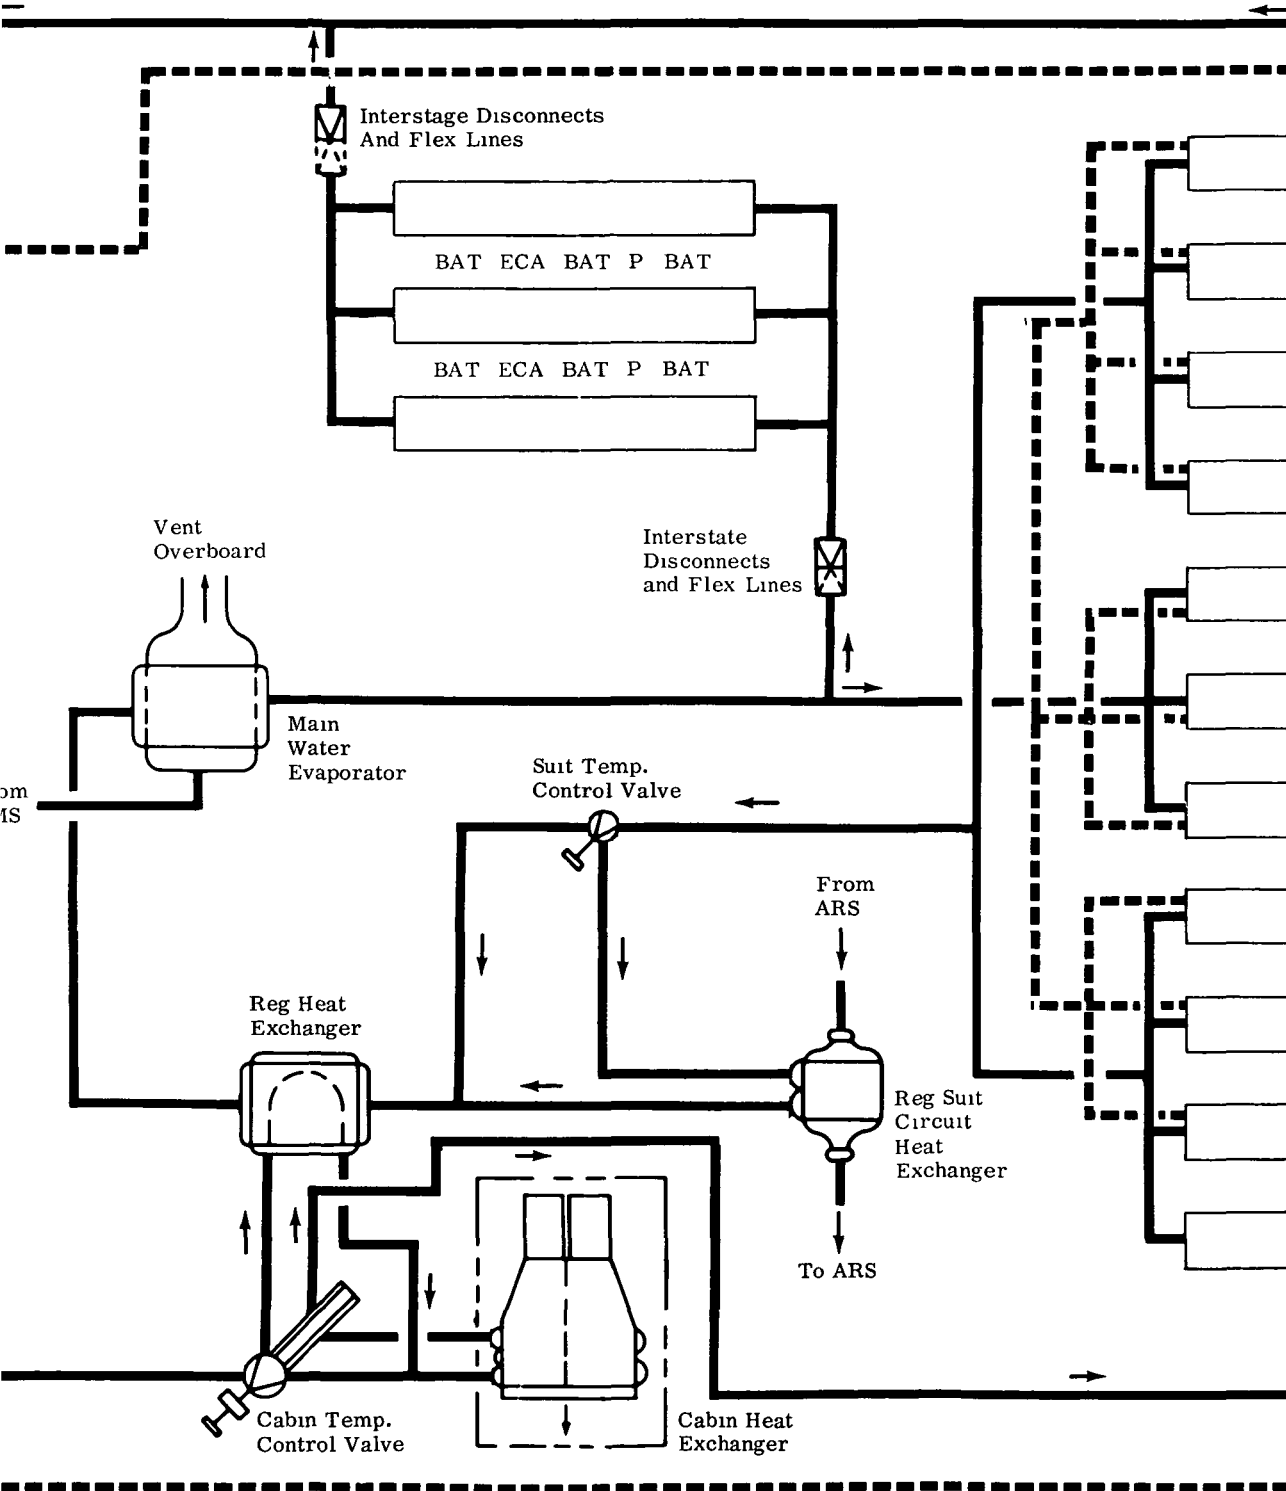 Interstage Disconnects
And Flex Lines
BAT ECA BAT P BAT
BAT ECA BAT P BAT
Vent
Overboard
Interstate
Disconnects
and Flex Lines
Main
Water
Evaporator
om
MS
Suit Temp.
Control Valve
From
ARS
Reg Heat
Exchanger
Reg Suit
Circuit
Heat
Exchanger
To ARS
Cabin Temp.
Control Valve
Cabin Heat
Exchanger